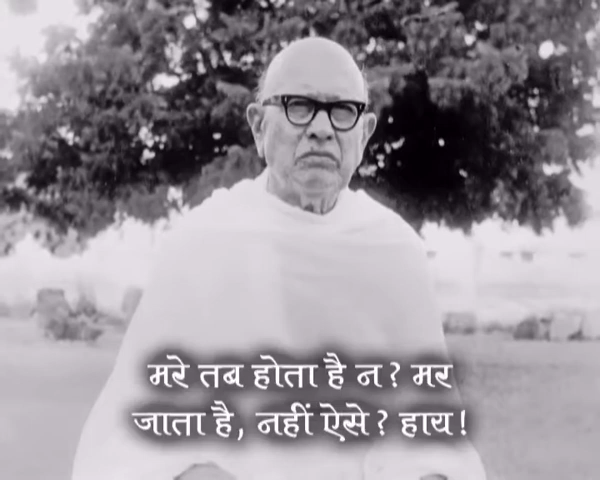 मरे तब होता है न? मर
जाता है, नहीं ऐसे? हाय!